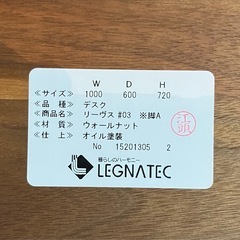 W D H
≪サイズ≫ 1000 600 720
≪品 種≫ デスク
≪商品名≫ リーヴス #03 ※脚A
≪材 質≫ ウォールナット
≪仕 上≫ オイル塗装
No 15201305 2
暮らしのハーモニー
LEGNATEC